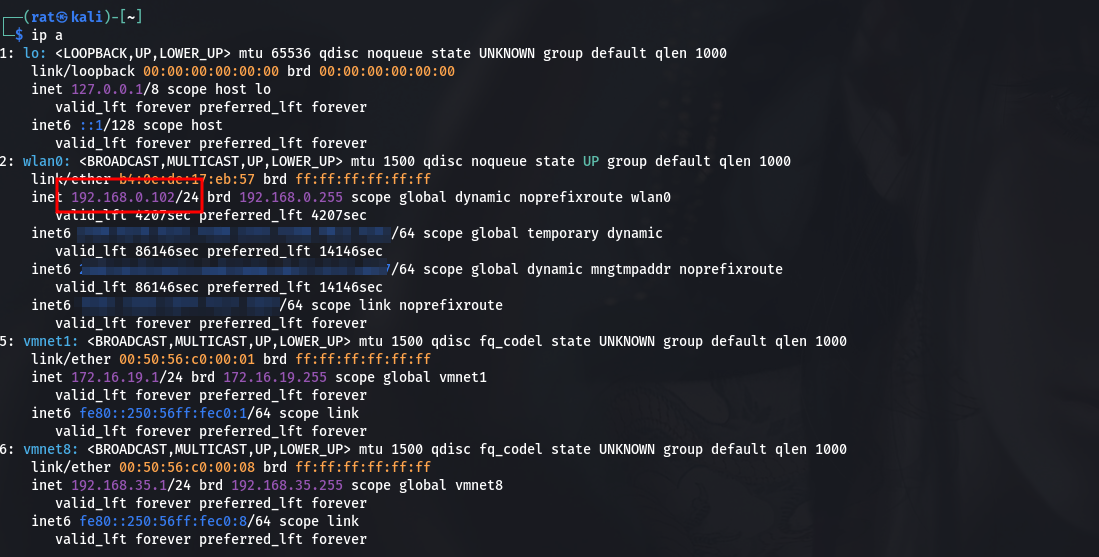 ┌──(rat㉿kali)-[~]
└─$ ip a
1: lo: <LOOPBACK,UP,LOWER_UP> mtu 65536 qdisc noqueue state UNKNOWN group default qlen 1000
link/loopback 00:00:00:00:00:00 brd 00:00:00:00:00:00
inet 127.0.0.1/8 scope host lo
valid_lft forever preferred_lft forever
inet6 ::1/128 scope host
valid_lft forever preferred_lft forever
2: wlan0: <BROADCAST,MULTICAST,UP,LOWER_UP> mtu 1500 qdisc noqueue state UP group default qlen 1000
link/ether b4:0e:de:17:eb:57 brd ff:ff:ff:ff:ff:ff
inet 192.168.0.102/24 brd 192.168.0.255 scope global dynamic noprefixroute wlan0
valid_lft 4207sec preferred_lft 4207sec
inet6 /64 scope global temporary dynamic
valid_lft 86146sec preferred_lft 14146sec
inet6 /64 scope global dynamic mngtmpaddr noprefixroute
valid_lft 86146sec preferred_lft 14146sec
inet6 /64 scope link noprefixroute
valid_lft forever preferred_lft forever
5: vmnet1: <BROADCAST,MULTICAST,UP,LOWER_UP> mtu 1500 qdisc fq_codel state UNKNOWN group default qlen 1000
link/ether 00:50:56:c0:00:01 brd ff:ff:ff:ff:ff:ff
inet 172.16.19.1/24 brd 172.16.19.255 scope global vmnet1
valid_lft forever preferred_lft forever
inet6 fe80::250:56ff:fec0:1/64 scope link
valid_lft forever preferred_lft forever
6: vmnet8: <BROADCAST,MULTICAST,UP,LOWER_UP> mtu 1500 qdisc fq_codel state UNKNOWN group default qlen 1000
link/ether 00:50:56:c0:00:08 brd ff:ff:ff:ff:ff:ff
inet 192.168.35.1/24 brd 192.168.35.255 scope global vmnet8
valid_lft forever preferred_lft forever
inet6 fe80::250:56ff:fec0:8/64 scope link
valid_lft forever preferred_lft forever